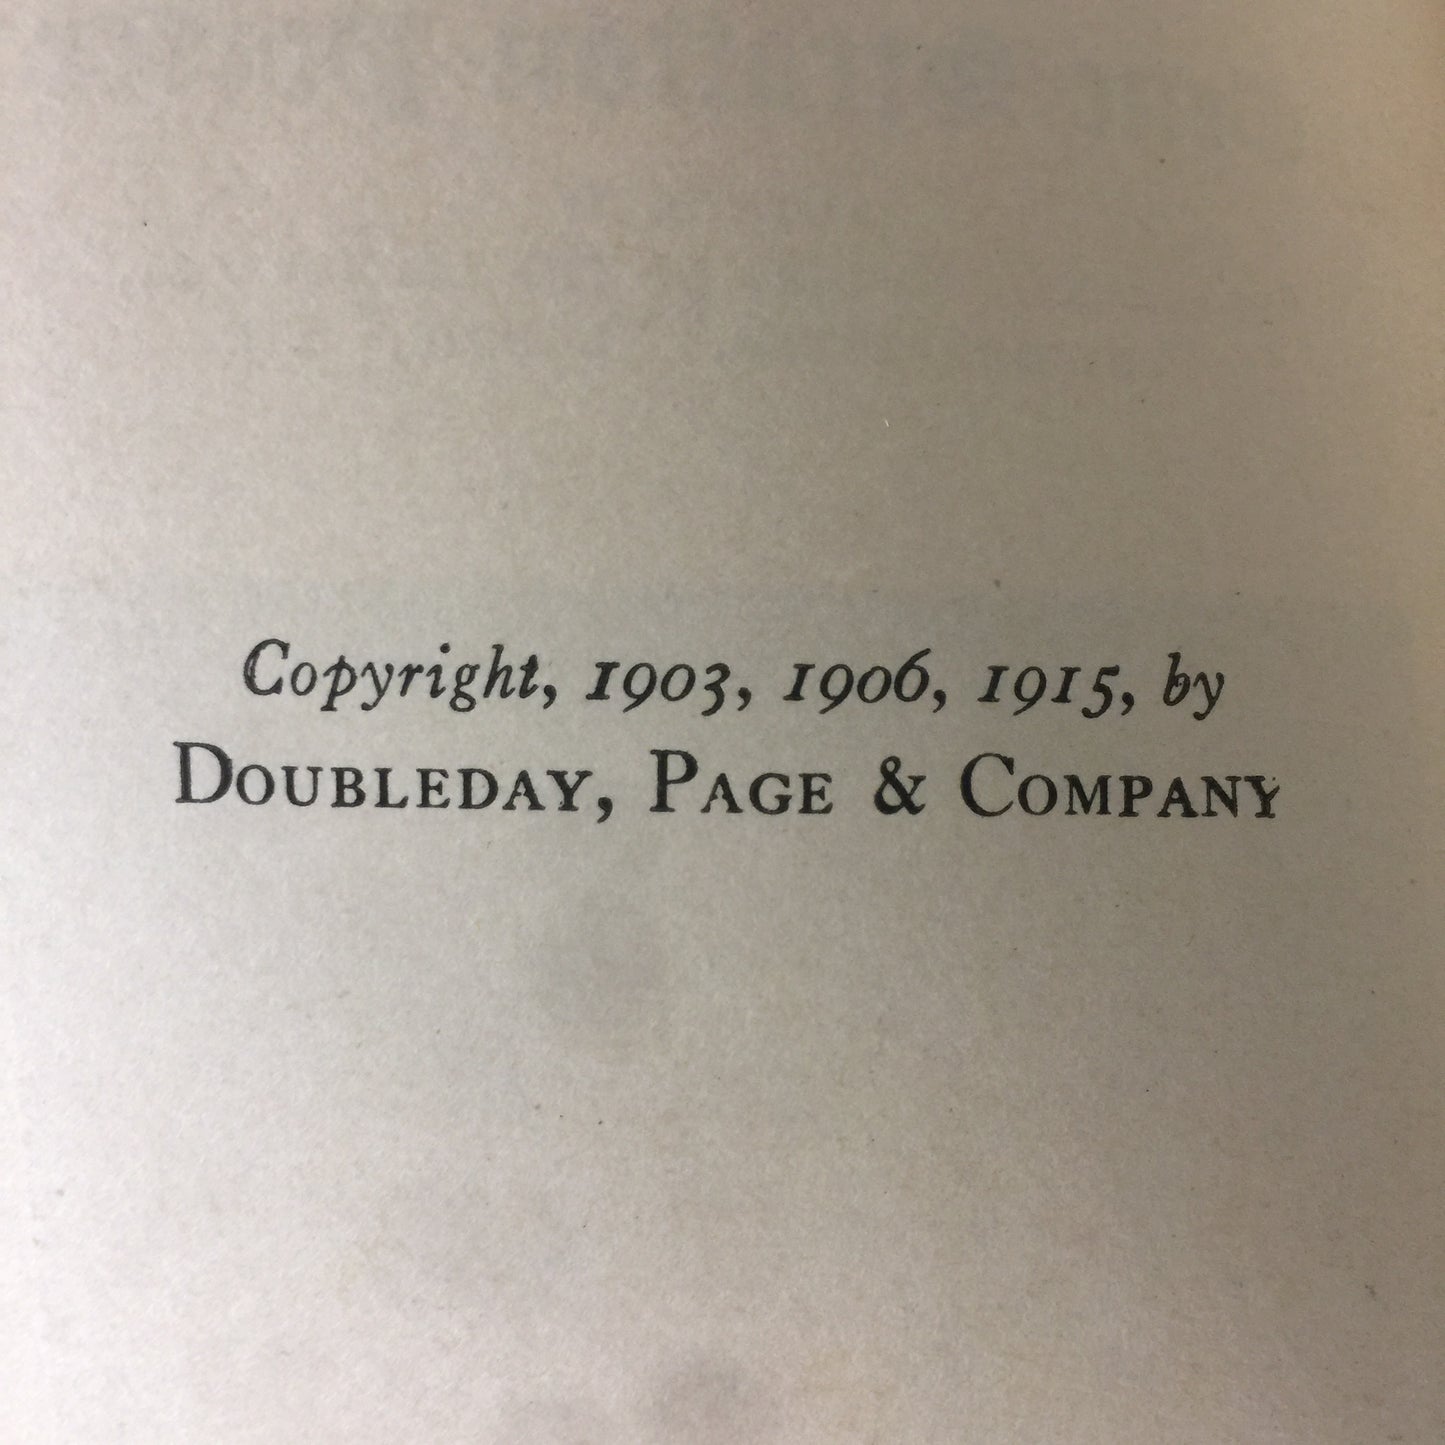 Copyright, 1903, 1906, 1915, by
DOUBLEDAY, PAGE & COMPANY